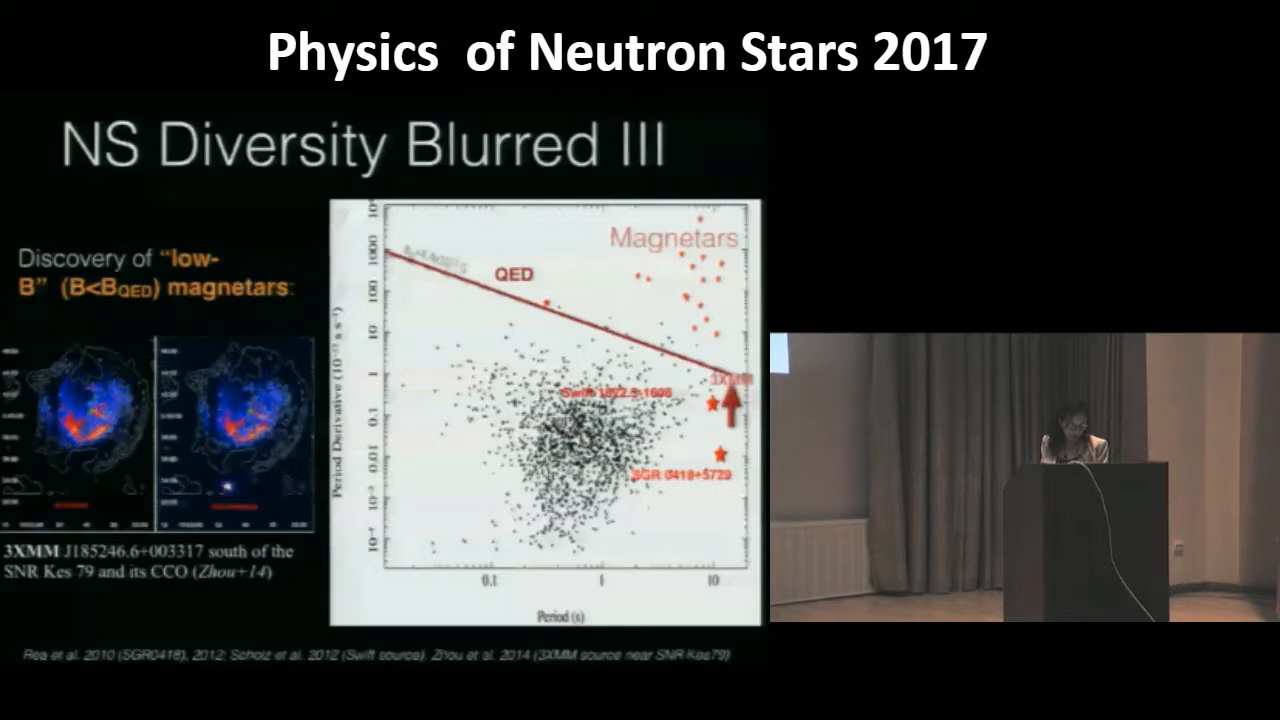 Physics of Neutron Stars 2017
NS Diversity Blurred III
Discovery of “low-
B” (B<BQED) magnetars:
3XMM J185246.6+003317 south of the
SNR Kes 79 and its CCO (Zhou+14)
Magnetars
QED
3XMM
Swift 1822.3-1606
SGR 0418+5729
Period Derivative (10⁻¹³ s s⁻¹)
1000
100
10
1
0.1
0.01
0.1
1
10
Period (s)
Rea et al. 2010 (SGR0418), 2012; Scholz et al. 2012 (Swift source), Zhou et al. 2014 (3XMM source near SNR Kes79)